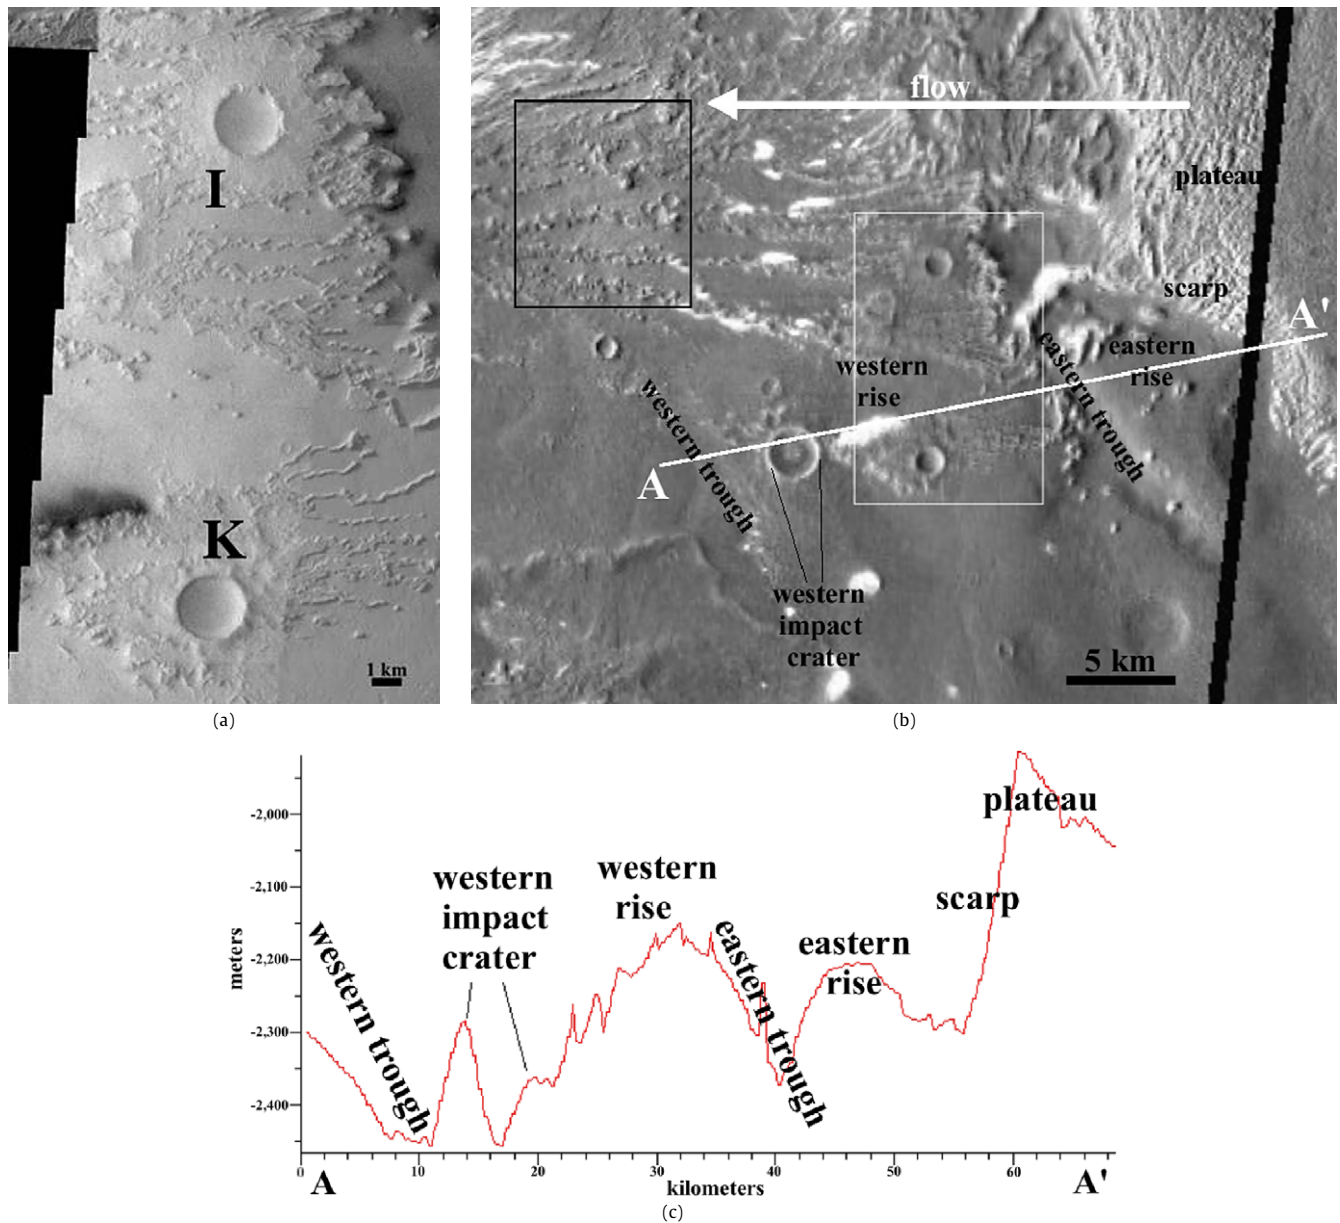 I
K
1 km
(a)
flow
plateau
scarp
A'
eastern
rise
western
rise
eastern trough
western trough
A
western
impact
crater
5 km
(b)
meters
-2,000
-2,100
-2,200
-2,300
-2,400
western trough
western
impact
crater
western
rise
eastern trough
eastern
rise
scarp
plateau
0
10
20
30
40
50
60
A
kilometers
A'
(c)